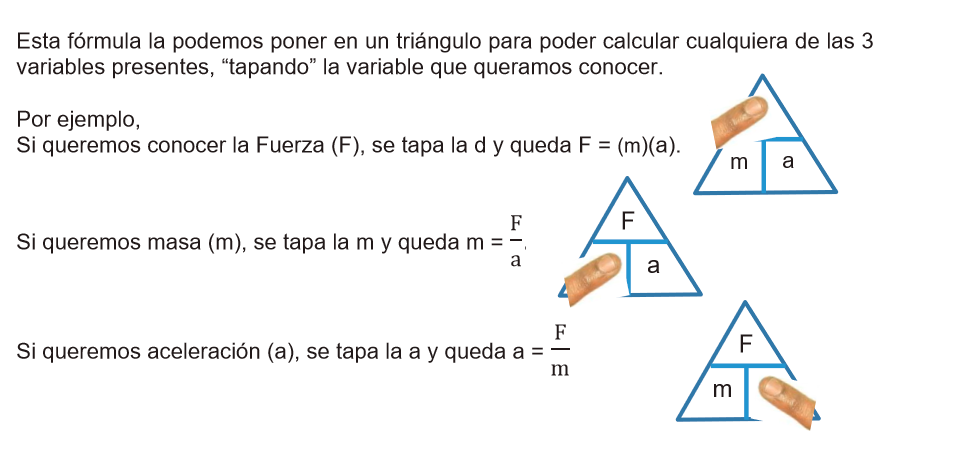 Esta fórmula la podemos poner en un triángulo para poder calcular cualquiera de las 3
variables presentes, “tapando” la variable que queramos conocer.
Por ejemplo,
Si queremos conocer la Fuerza (F), se tapa la d y queda F = (m)(a).
m a
Si queremos masa (m), se tapa la m y queda m = F/a.
F
a
Si queremos aceleración (a), se tapa la a y queda a = F/m
F
m